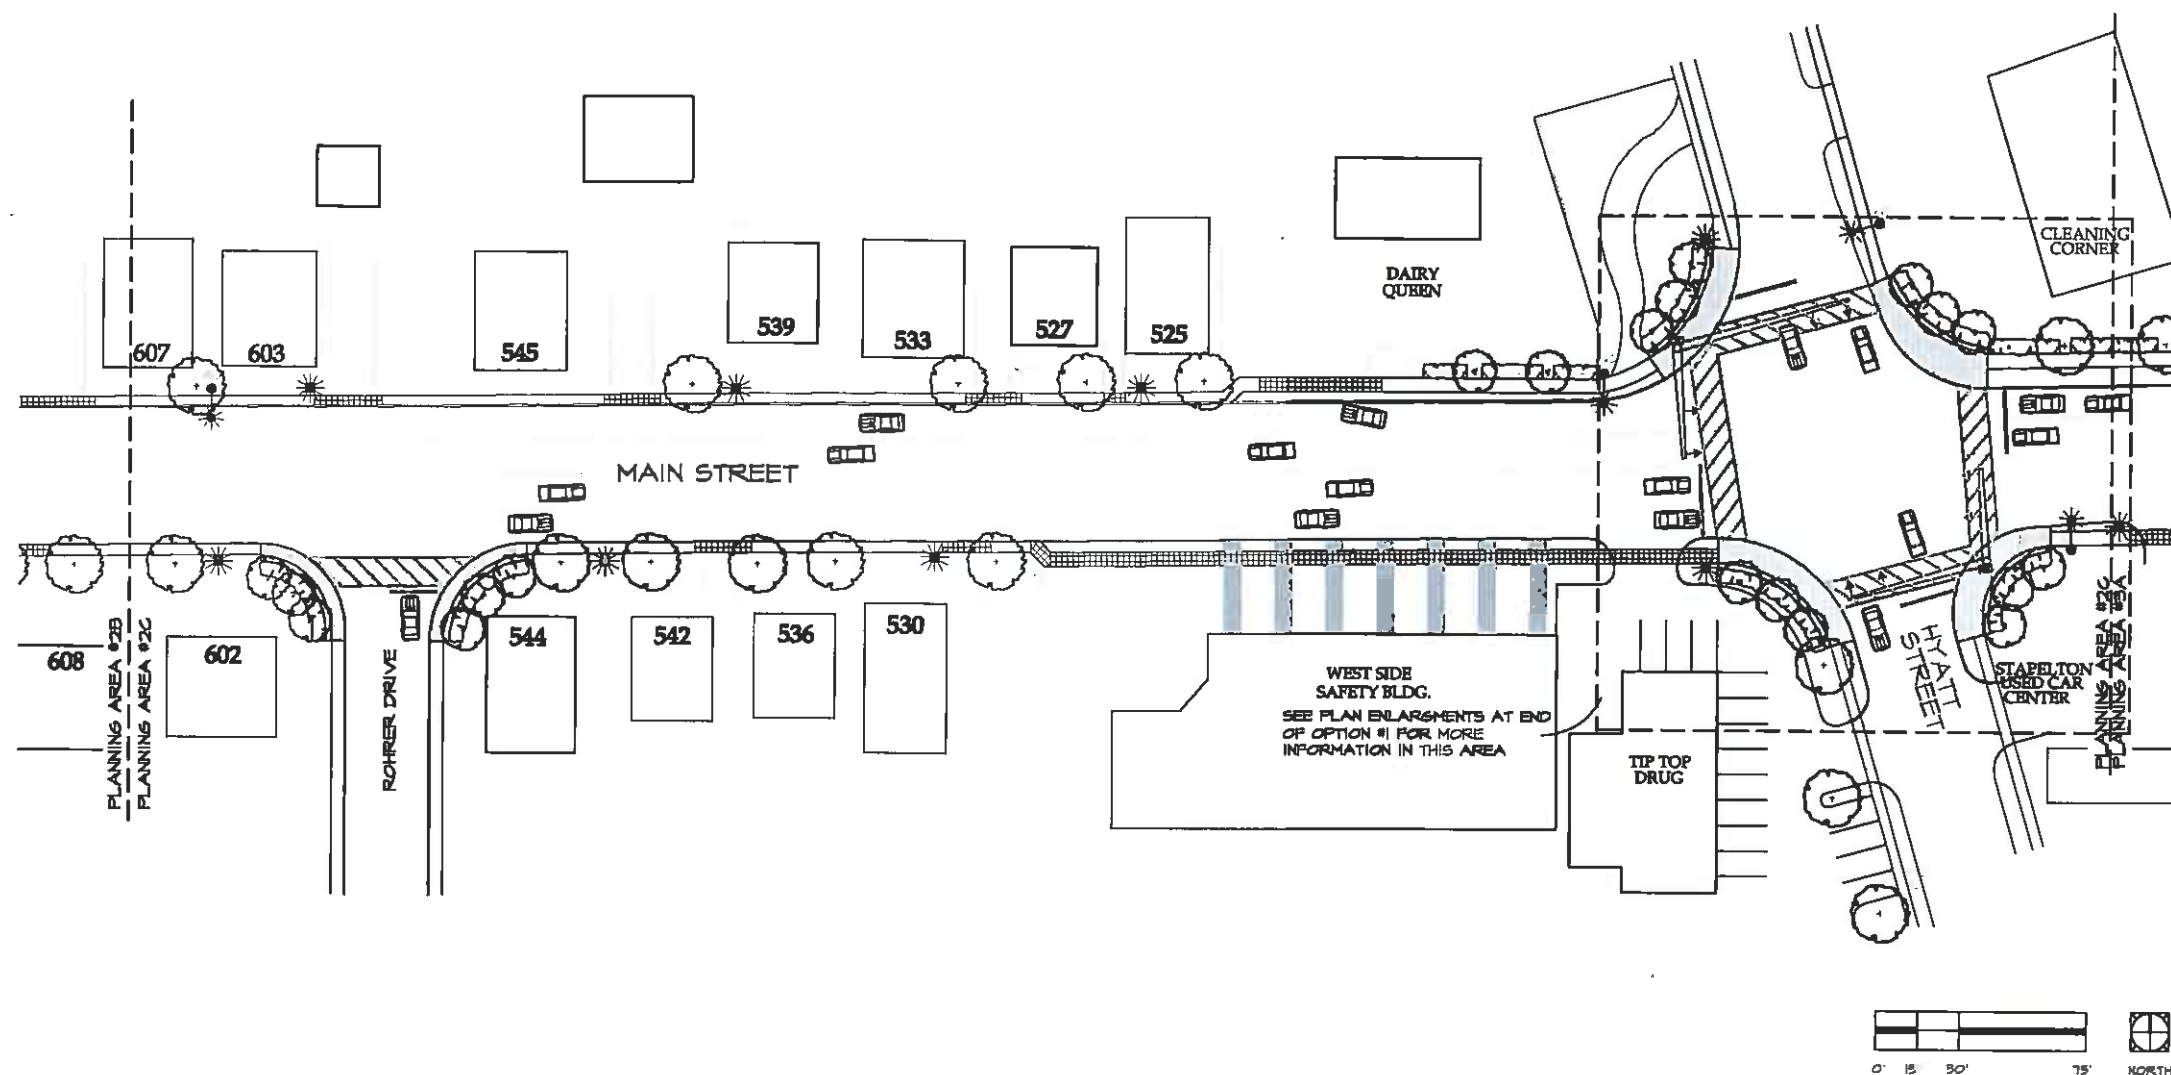 CLEANING
CORNER
DAIRY
QUEEN
607
603
545
539
533
527
525
MAIN STREET
608
602
544
542
536
530
PLANNING AREA #2B
PLANNING AREA #2C
ROHRER DRIVE
WEST SIDE
SAFETY BLDG.
SEE PLAN ENLARGMENTS AT END
OF OPTION #1 FOR MORE
INFORMATION IN THIS AREA
TIP TOP
DRUG
HYATT
STREET
STAPELTON
USED CAR
CENTER
PLANNING AREA #2C
PLANNING AREA #3A
0' 15 30' 75'
NORTH